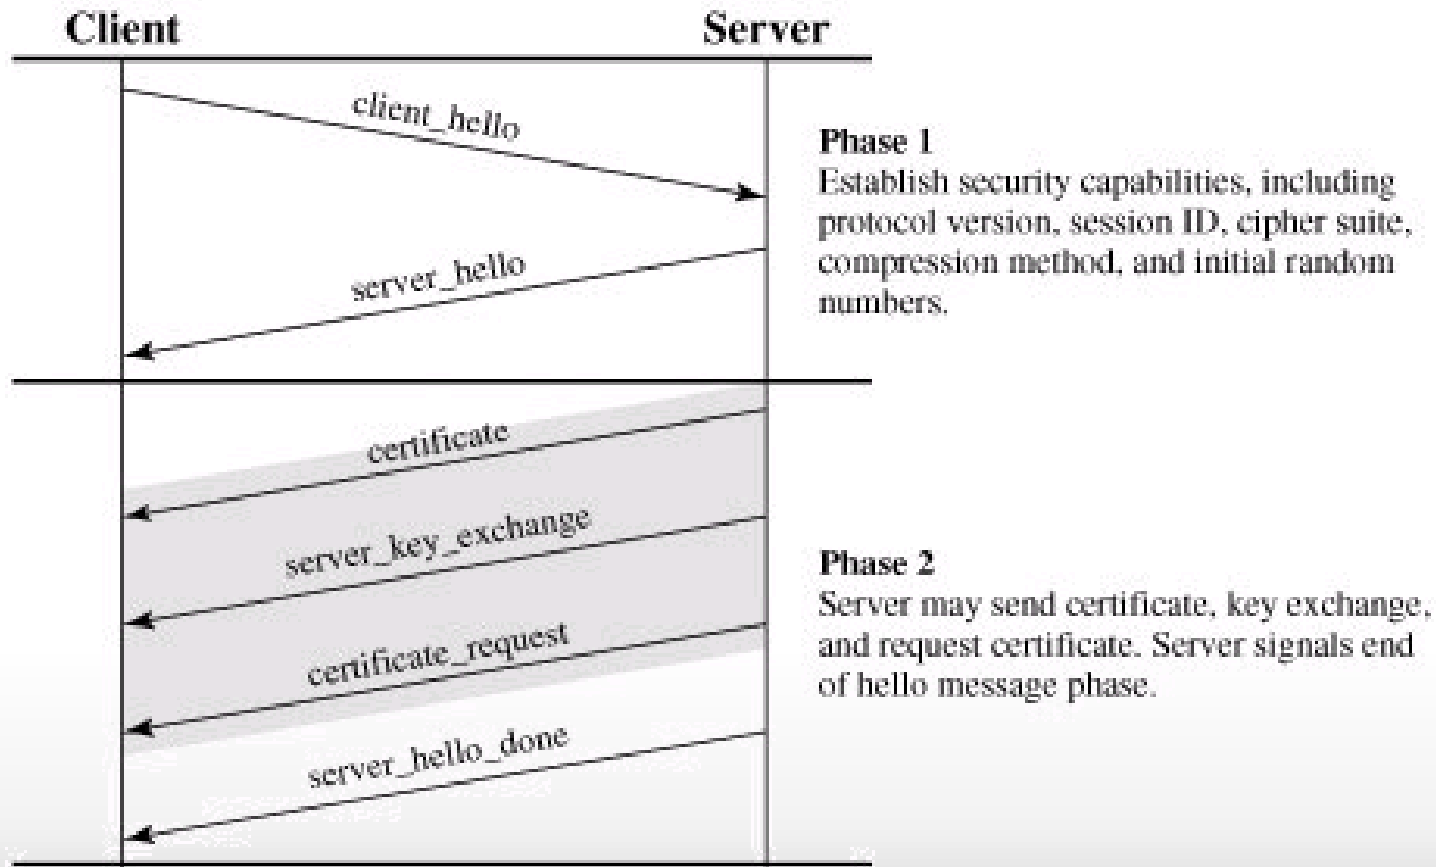 Client
Server
client_hello
Phase 1
Establish security capabilities, including
protocol version, session ID, cipher suite,
compression method, and initial random
numbers.
server_hello
certificate
server_key_exchange
Phase 2
Server may send certificate, key exchange,
and request certificate. Server signals end
of hello message phase.
certificate_request
server_hello_done